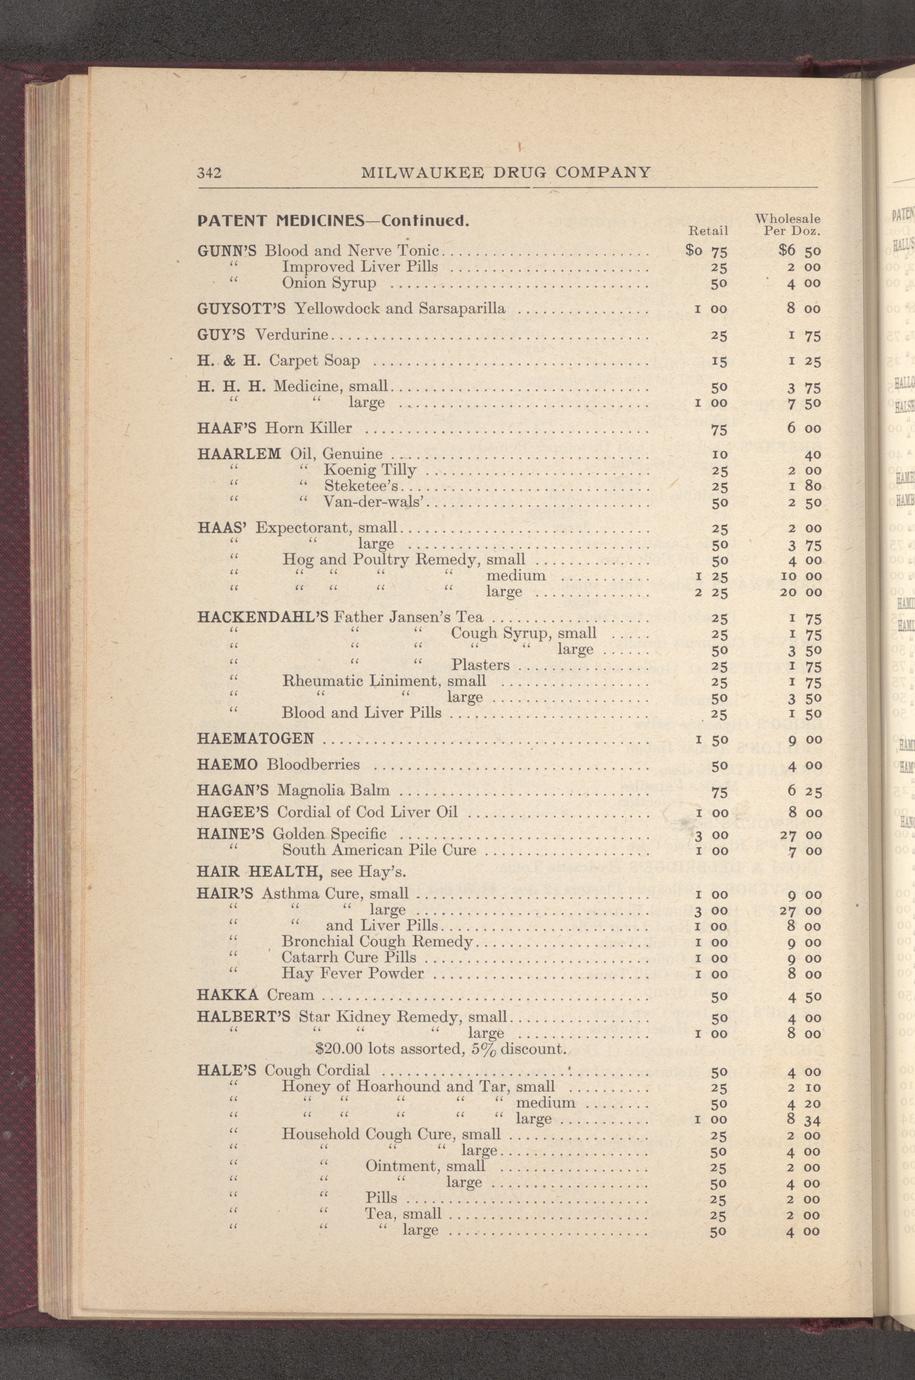 342 MILWAUKEE DRUG COMPANY
PATENT MEDICINES—Continued. Retail Wholesale Per Doz.
GUNN'S Blood and Nerve Tonic. . . . . $0 75 $6 50
“ Improved Liver Pills . . . . . 25 2 00
“ Onion Syrup . . . . . 50 4 00
GUYSOTT'S Yellowdock and Sarsaparilla . . . . . 1 00 8 00
GUY'S Verdurine. . . . . 25 1 75
H. & H. Carpet Soap . . . . . 15 1 25
H. H. H. Medicine, small. . . . . 50 3 75
“ “ large . . . . . 1 00 7 50
HAAF'S Horn Killer . . . . . 75 6 00
HAARLEM Oil, Genuine . . . . . 10 40
“ “ Koenig Tilly . . . . . 25 2 00
“ “ Steketee's. . . . . 25 1 80
“ “ Van-der-wals'. . . . . 50 2 50
HAAS' Expectorant, small. . . . . 25 2 00
“ “ large . . . . . 50 3 75
“ Hog and Poultry Remedy, small . . . . . 50 4 00
“ “ “ “ “ medium . . . . . 1 25 10 00
“ “ “ “ “ large . . . . . 2 25 20 00
HACKENDAHL'S Father Jansen's Tea . . . . . 25 1 75
“ “ “ Cough Syrup, small . . . . . 25 1 75
“ “ “ “ “ large . . . . . 50 3 50
“ “ “ Plasters . . . . . 25 1 75
“ Rheumatic Liniment, small . . . . . 25 1 75
“ “ “ large . . . . . 50 3 50
“ Blood and Liver Pills . . . . . 25 1 50
HAEMATOGEN . . . . . 1 50 9 00
HAEMO Bloodberries . . . . . 50 4 00
HAGAN'S Magnolia Balm . . . . . 75 6 25
HAGEE'S Cordial of Cod Liver Oil . . . . . 1 00 8 00
HAINE'S Golden Specific . . . . . 3 00 27 00
“ South American Pile Cure . . . . . 1 00 7 00
HAIR HEALTH, see Hay's.
HAIR'S Asthma Cure, small . . . . . 1 00 9 00
“ “ “ large . . . . . 3 00 27 00
“ “ and Liver Pills. . . . . 1 00 8 00
“ Bronchial Cough Remedy. . . . . 1 00 9 00
“ Catarrh Cure Pills . . . . . 1 00 9 00
“ Hay Fever Powder . . . . . 1 00 8 00
HAKKA Cream . . . . . 50 4 50
HALBERT'S Star Kidney Remedy, small. . . . . 50 4 00
“ “ “ “ large . . . . . 1 00 8 00
$20.00 lots assorted, 5% discount.
HALE'S Cough Cordial . . . . . 50 4 00
“ Honey of Hoarhound and Tar, small . . . . . 25 2 10
“ “ “ “ “ “ medium . . . . . 50 4 20
“ “ “ “ “ “ large . . . . . 1 00 8 34
“ Household Cough Cure, small . . . . . 25 2 00
“ “ “ “ large. . . . . 50 4 00
“ “ Ointment, small . . . . . 25 2 00
“ “ “ large . . . . . 50 4 00
“ “ Pills . . . . . 25 2 00
“ “ Tea, small . . . . . 25 2 00
“ “ “ large . . . . . 50 4 00